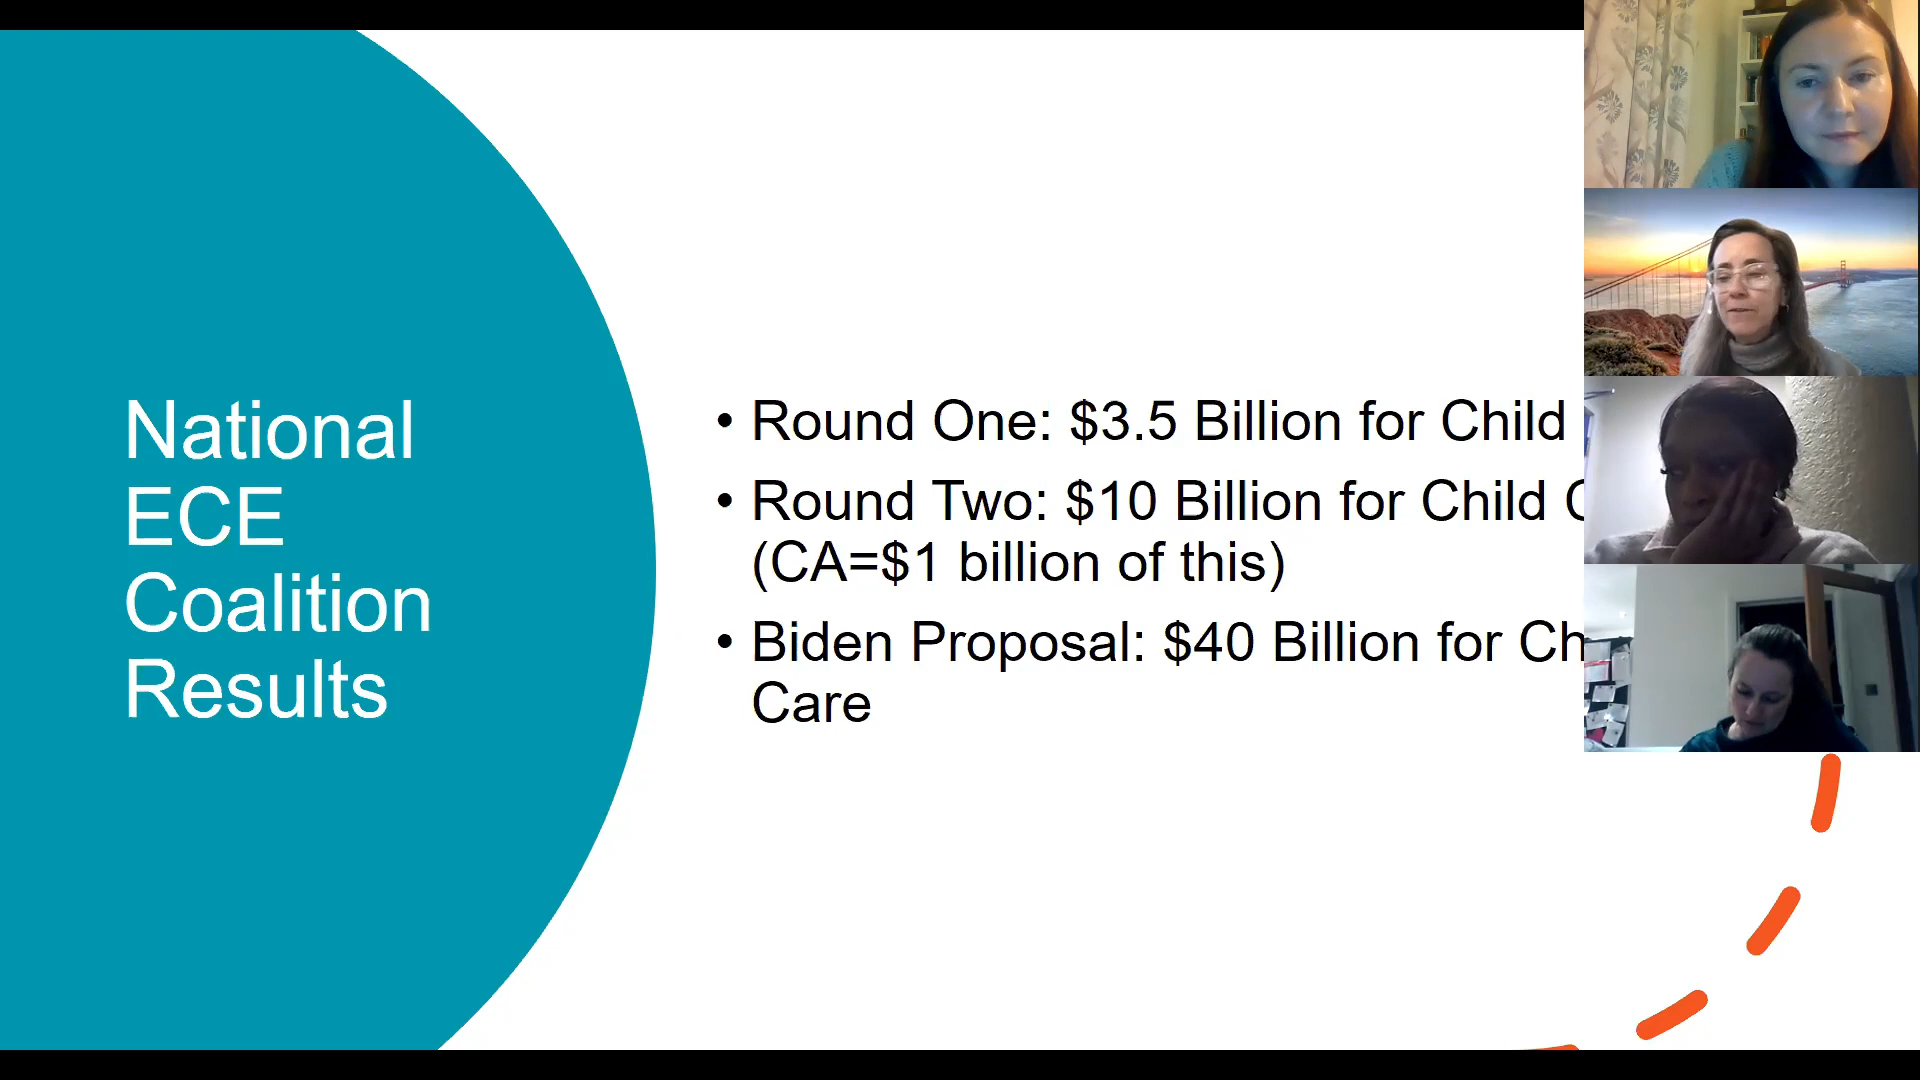 National
ECE
Coalition
Results
• Round One: $3.5 Billion for Child
• Round Two: $10 Billion for Child
(CA=$1 billion of this)
• Biden Proposal: $40 Billion for
Care